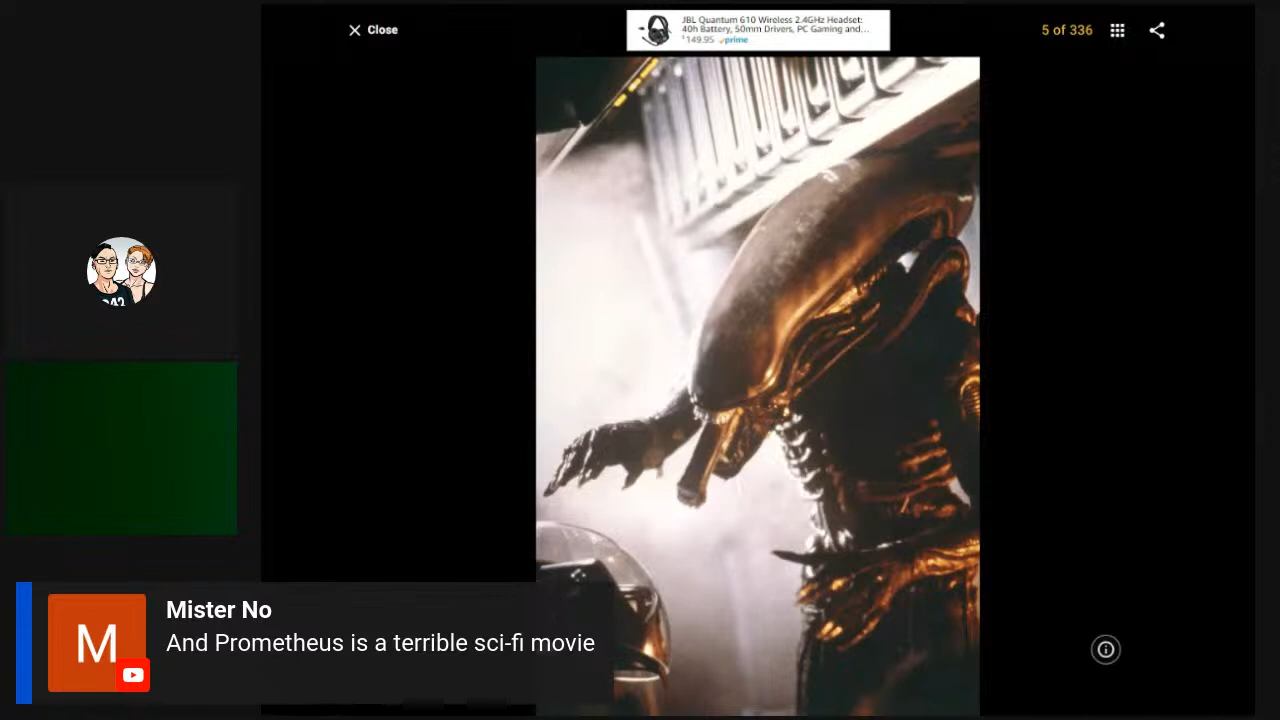 Close
JBL Quantum 610 Wireless 2.4GHz Headset:
40h Battery, 50mm Drivers, PC Gaming and...
$149.95 prime
5 of 336
M
Mister No
And Prometheus is a terrible sci-fi movie